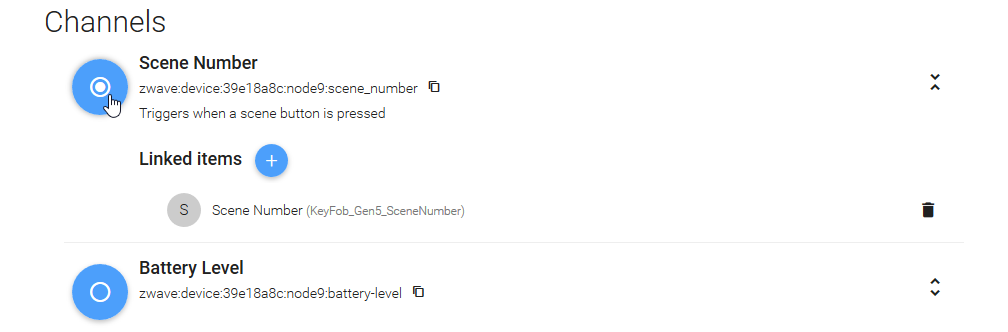 Channels
Scene Number
zwave:device:39e18a8c:node9:scene_number
Triggers when a scene button is pressed
Linked items
S Scene Number (KeyFob_Gen5_SceneNumber)
Battery Level
zwave:device:39e18a8c:node9:battery-level